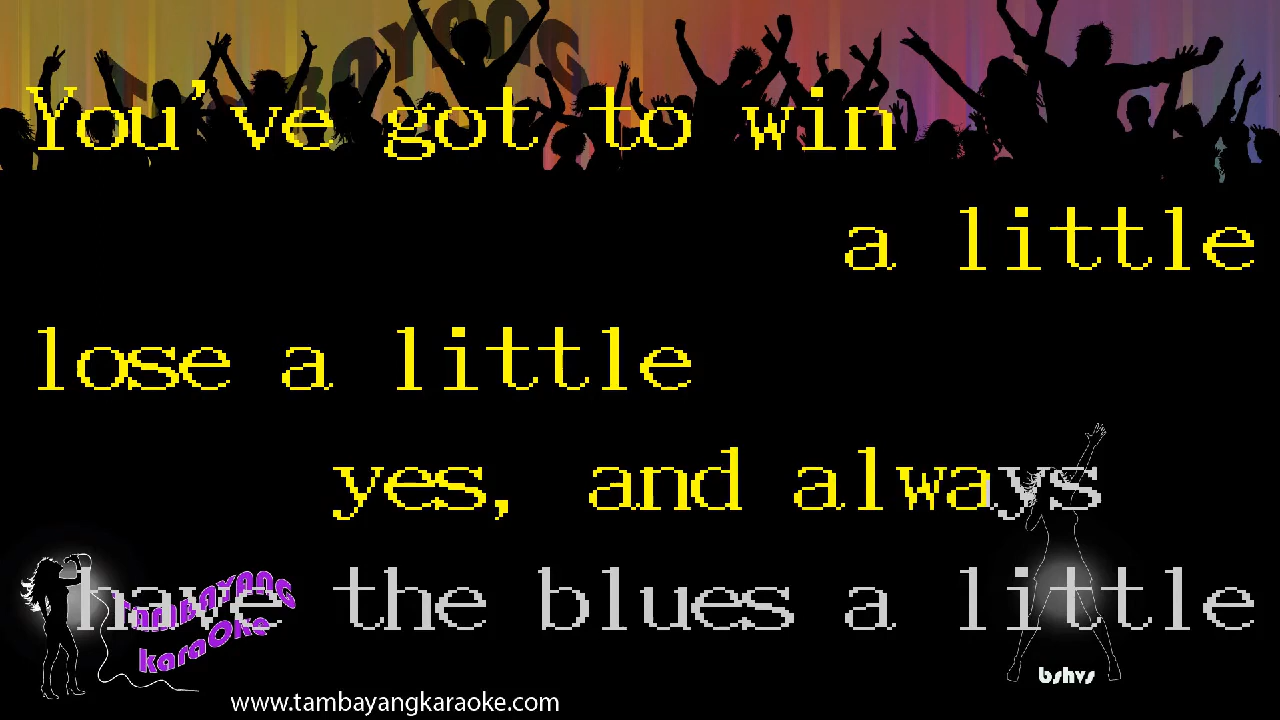 TAMBAYANG
You've got to win
a little
lose a little
yes, and always
have the blues a little
TAMBAYANG
karaOke
bshvs
www.tambayangkaraoke.com